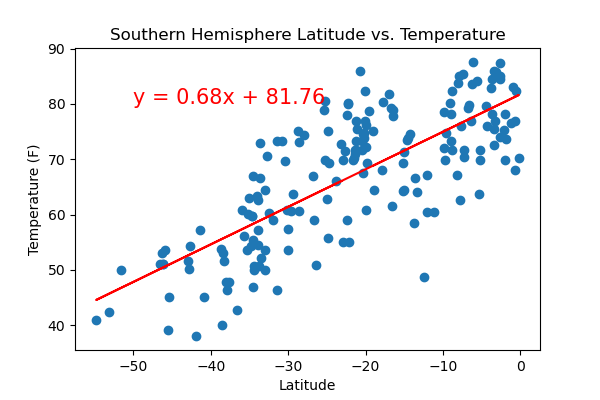 Southern Hemisphere Latitude vs. Temperature
90
y = 0.68x + 81.76
80
70
60
50
40
Temperature (F)
−50 −40 −30 −20 −10 0
Latitude